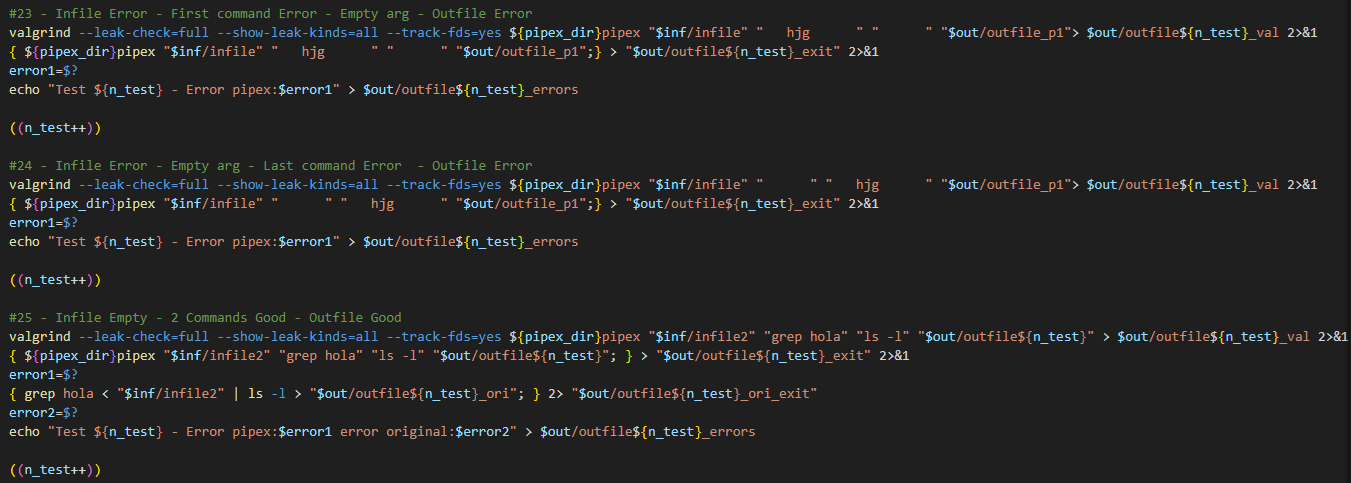 #23 - Infile Error - First command Error - Empty arg - Outfile Error
valgrind --leak-check=full --show-leak-kinds=all --track-fds=yes ${pipex_dir}pipex "$inf/infile" "   hjg      " "      " "$out/outfile_p1"> $out/outfile${n_test}_val 2>&1
{ ${pipex_dir}pipex "$inf/infile" "   hjg      " "      " "$out/outfile_p1";} > "$out/outfile${n_test}_exit" 2>&1
error1=$?
echo "Test ${n_test} - Error pipex:$error1" > $out/outfile${n_test}_errors

((n_test++))

#24 - Infile Error - Empty arg - Last command Error  - Outfile Error
valgrind --leak-check=full --show-leak-kinds=all --track-fds=yes ${pipex_dir}pipex "$inf/infile" "      " "   hjg      " "$out/outfile_p1"> $out/outfile${n_test}_val 2>&1
{ ${pipex_dir}pipex "$inf/infile" "      " "   hjg      " "$out/outfile_p1";} > "$out/outfile${n_test}_exit" 2>&1
error1=$?
echo "Test ${n_test} - Error pipex:$error1" > $out/outfile${n_test}_errors

((n_test++))

#25 - Infile Empty - 2 Commands Good - Outfile Good
valgrind --leak-check=full --show-leak-kinds=all --track-fds=yes ${pipex_dir}pipex "$inf/infile2" "grep hola" "ls -l" "$out/outfile${n_test}" > $out/outfile${n_test}_val 2>&1
{ ${pipex_dir}pipex "$inf/infile2" "grep hola" "ls -l" "$out/outfile${n_test}"; } > "$out/outfile${n_test}_exit" 2>&1
error1=$?
{ grep hola < "$inf/infile2" | ls -l > "$out/outfile${n_test}_ori"; } 2> "$out/outfile${n_test}_ori_exit"
error2=$?
echo "Test ${n_test} - Error pipex:$error1 error original:$error2" > $out/outfile${n_test}_errors

((n_test++))